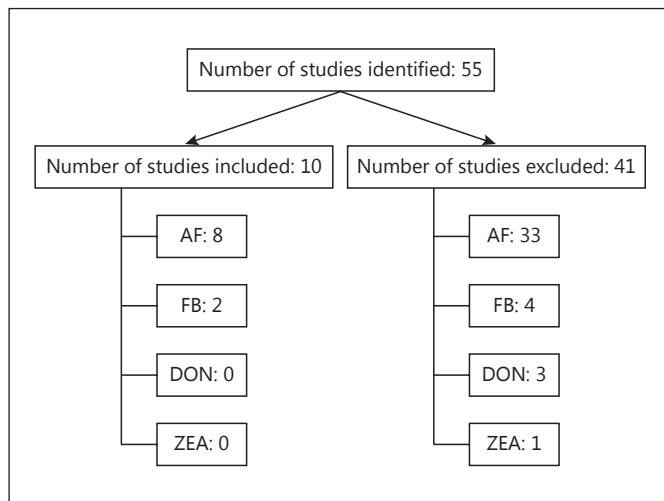 Number of studies identified: 55
Number of studies included: 10
AF: 8
FB: 2
DON: 0
ZEA: 0
Number of studies excluded: 41
AF: 33
FB: 4
DON: 3
ZEA: 1